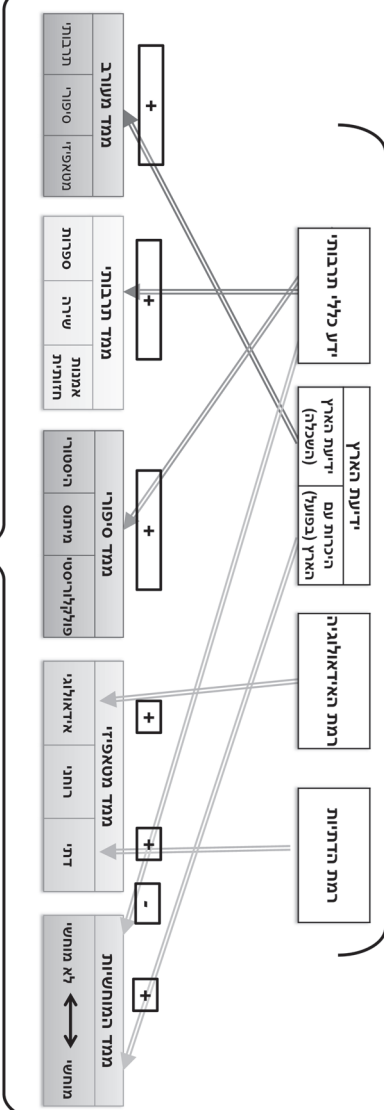 רמת הדתיות
רמת האידאולוגיה
ידיעת הארץ
היכרות עם
הארץ (בפועל)
ידיעת הארץ
(השכלה)
ידע כללי תרבותי
+
-
+
+
+
+
+
ממד המוחשיות
מוחשי
לא מוחשי
ממד מטאפיזי
דתי
רוחני
אידאולוגי
ממד סיפורי
פולקלוריסטי
מיתוס
היסטורי
ממד תרבותי
אמנות
חזותית
שירה
ספרות
ממד מעורב
מטאפיזי
סיפורי
תרבותי